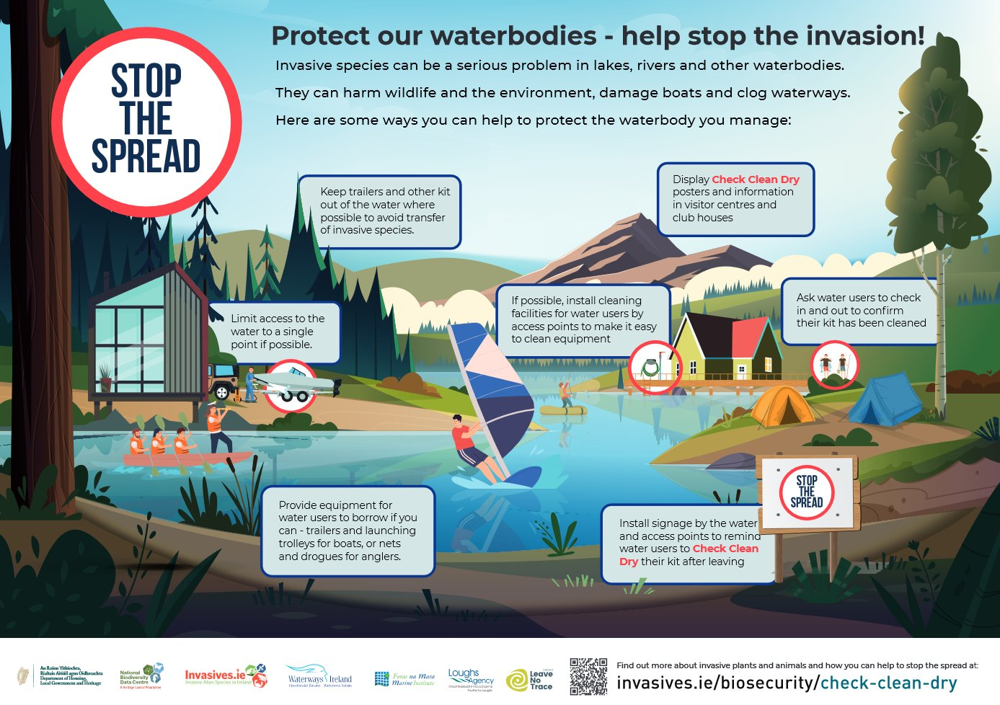 STOP
THE
SPREAD
Protect our waterbodies - help stop the invasion!
Invasive species can be a serious problem in lakes, rivers and other waterbodies.
They can harm wildlife and the environment, damage boats and clog waterways.
Here are some ways you can help to protect the waterbody you manage:
Keep trailers and other kit
out of the water where
possible to avoid transfer
of invasive species.
Display Check Clean Dry
posters and information
in visitor centres and
club houses
Limit access to the
water to a single
point if possible.
If possible, install cleaning
facilities for water users by
access points to make it easy
to clean equipment
Ask water users to check
in and out to confirm
their kit has been cleaned
Provide equipment for
water users to borrow if you
can - trailers and launching
trolleys for boats, or nets
and drogues for anglers.
Install signage by the water
and access points to remind
water users to Check Clean
Dry their kit after leaving
STOP
THE
SPREAD
An Roinn Tithíochta,
Rialtais Áitiúil agus Oidhreachta
Department of Housing,
Local Government and Heritage
National
Biodiversity
Data Centre
A Heritage Council Programme
Invasives.ie
Invasive Alien Species in Ireland
Waterways Ireland
Foras na Mara
Marine Institute
Loughs
Agency
Leave
No
Trace
Find out more about invasive plants and animals and how you can help to stop the spread at:
invasives.ie/biosecurity/check-clean-dry